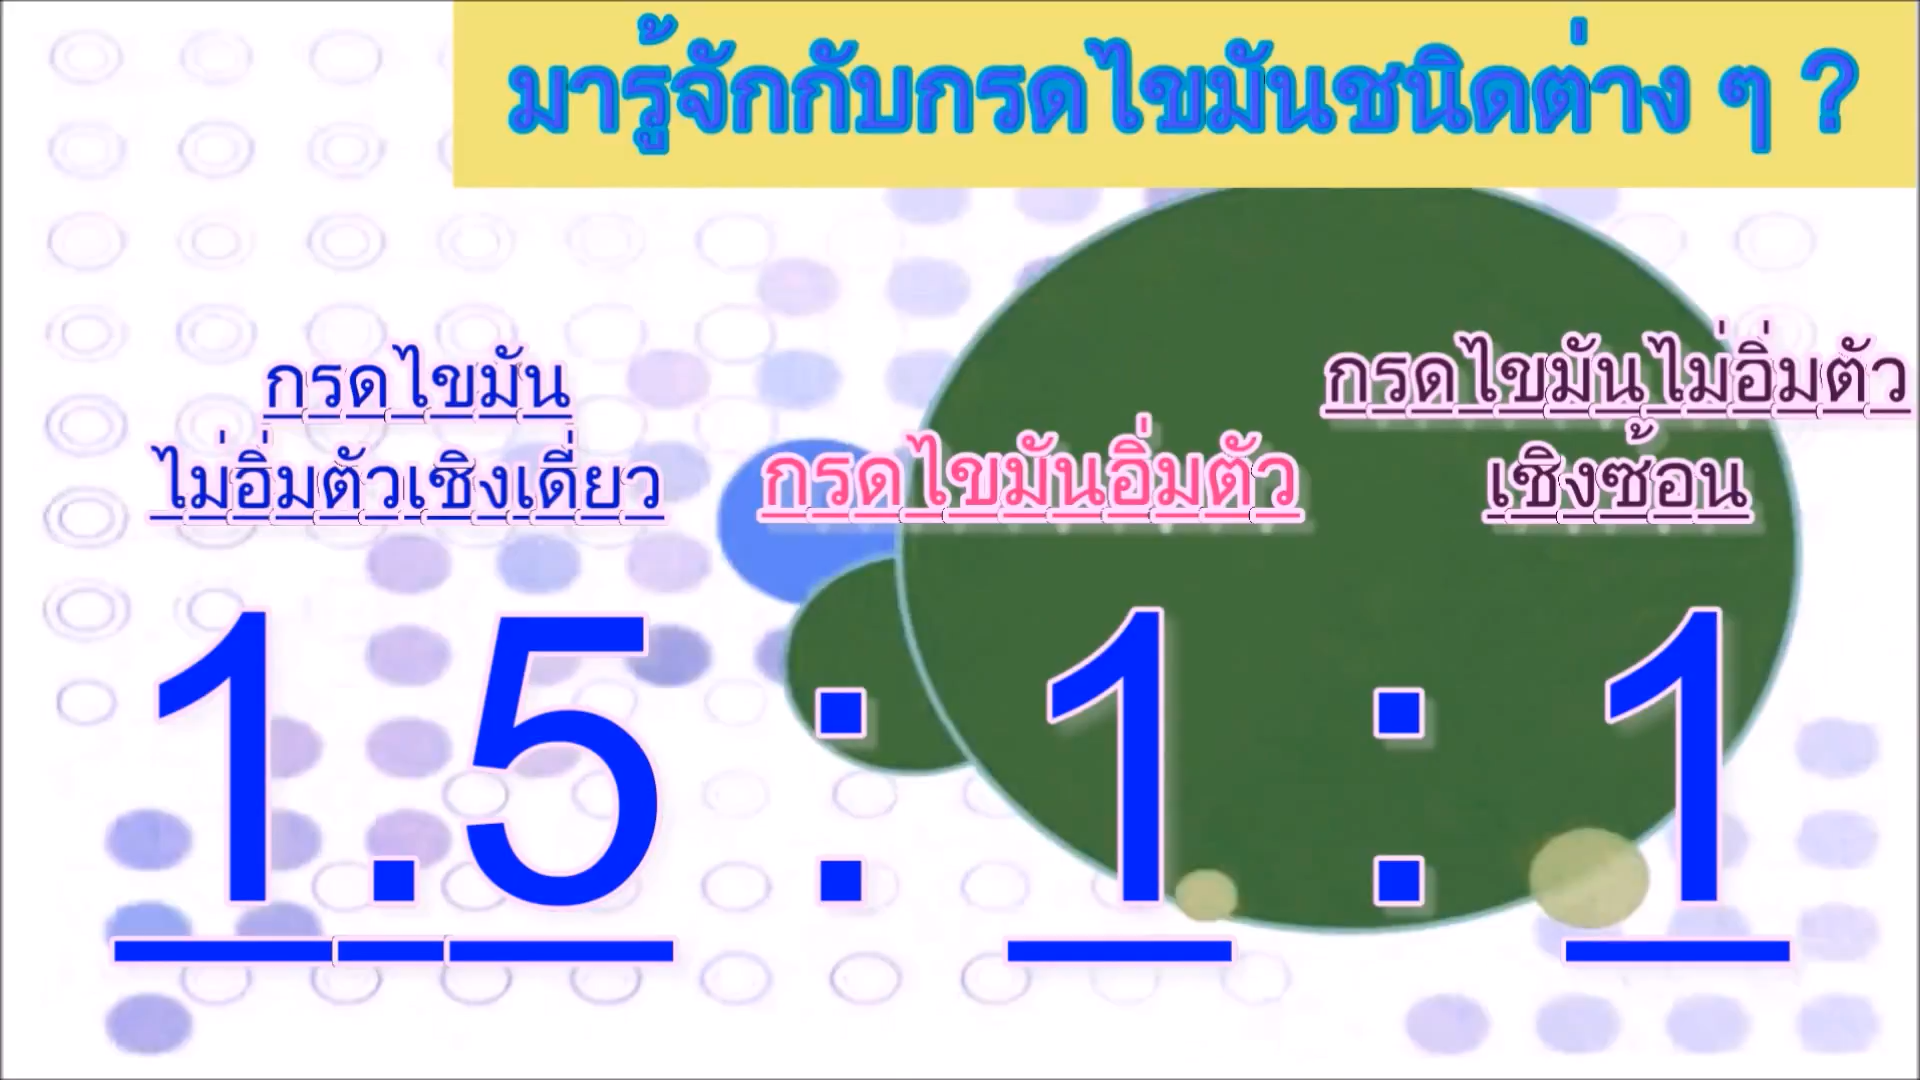 มารู้จักกับกรดไขมันชนิดต่าง ๆ ?
กรดไขมัน
ไม่อิ่มตัวเชิงเดี่ยว
กรดไขมันอิ่มตัว
กรดไขมันไม่อิ่มตัว
เชิงซ้อน
1.5 : 1 : 1